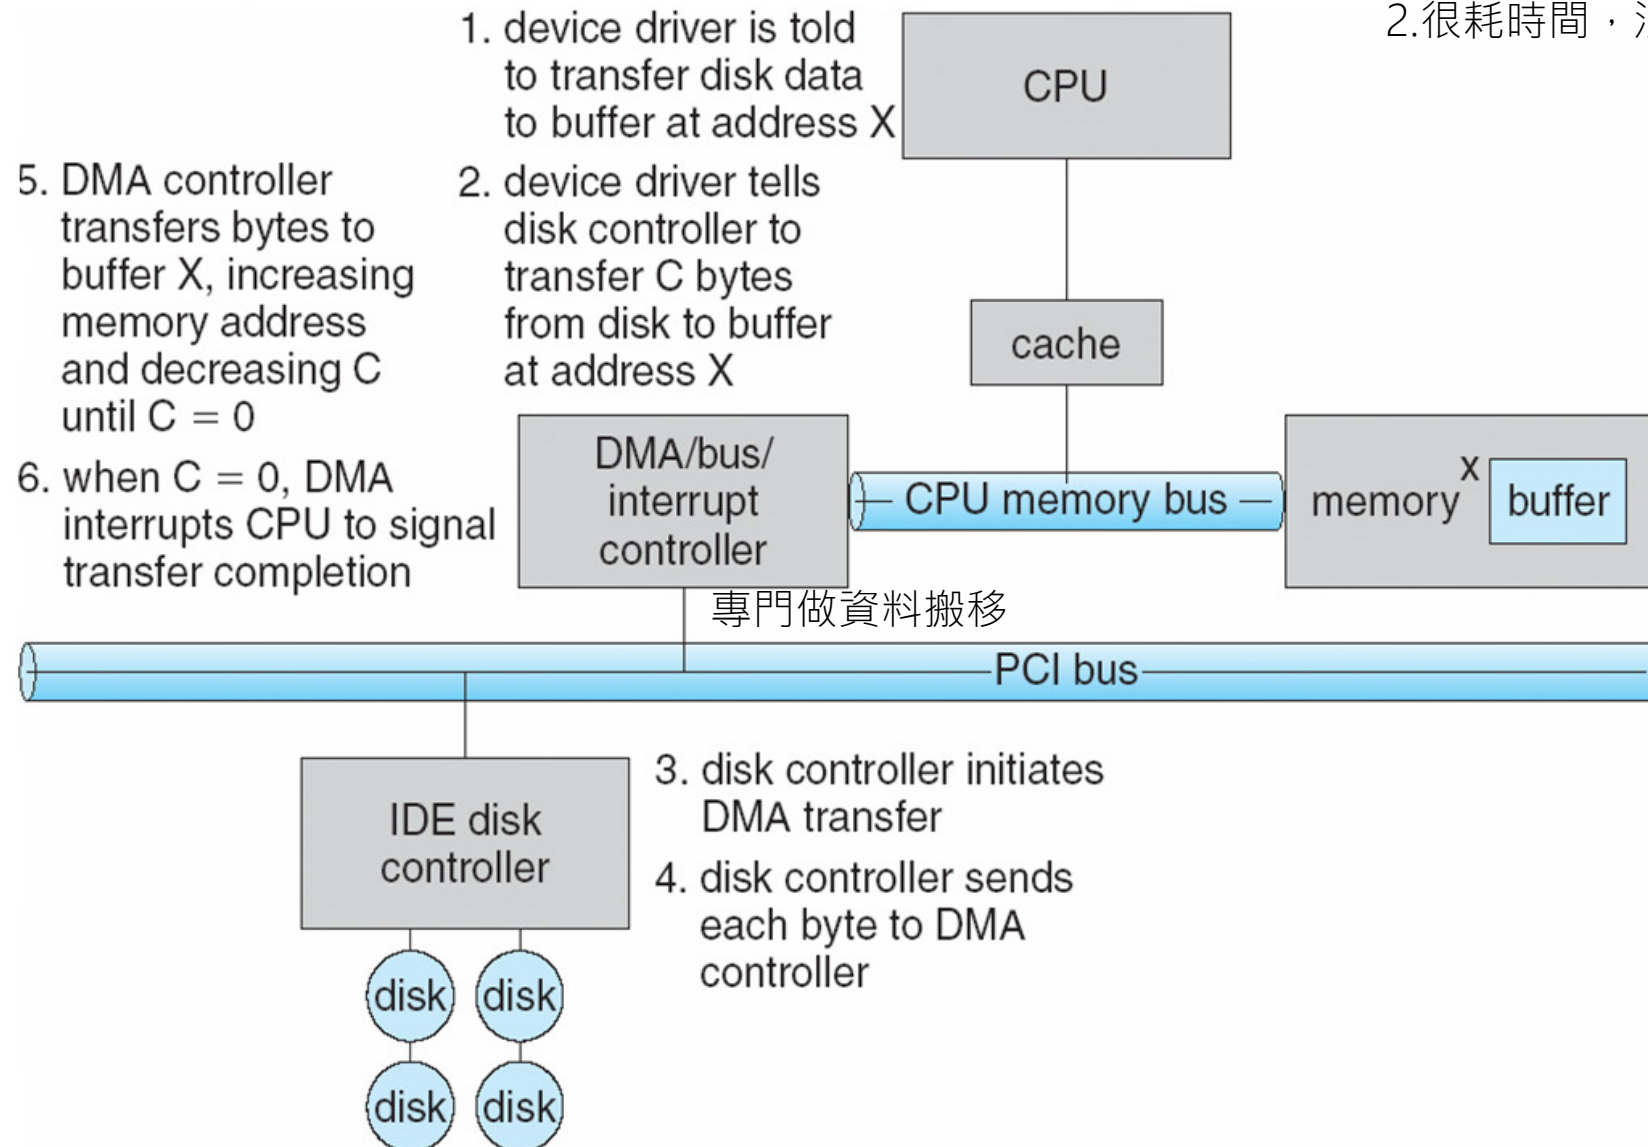 1. device driver is told
to transfer disk data
to buffer at address X
CPU
2.很耗時間，
5. DMA controller
transfers bytes to
buffer X, increasing
memory address
and decreasing C
until C = 0
2. device driver tells
disk controller to
transfer C bytes
from disk to buffer
at address X
cache
6. when C = 0, DMA
interrupts CPU to signal
transfer completion
DMA/bus/
interrupt
controller
CPU memory bus
memory
X
buffer
專門做資料搬移
PCI bus
IDE disk
controller
3. disk controller initiates
DMA transfer
4. disk controller sends
each byte to DMA
controller
disk
disk
disk
disk